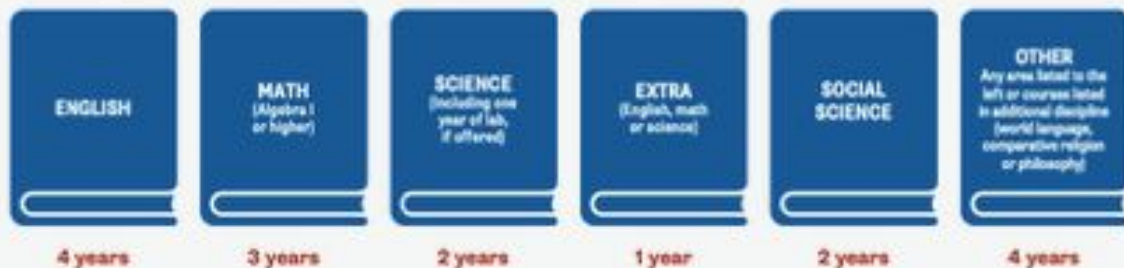 ENGLISH
4 years
MATH
(Algebra I
or higher)
3 years
SCIENCE
(Including one
year of lab,
if offered)
2 years
EXTRA
(English, math
or science)
1 year
SOCIAL
SCIENCE
2 years
OTHER
Any area listed to the
left or courses listed
in additional discipline
(world language,
comparative religion
or philosophy)
4 years